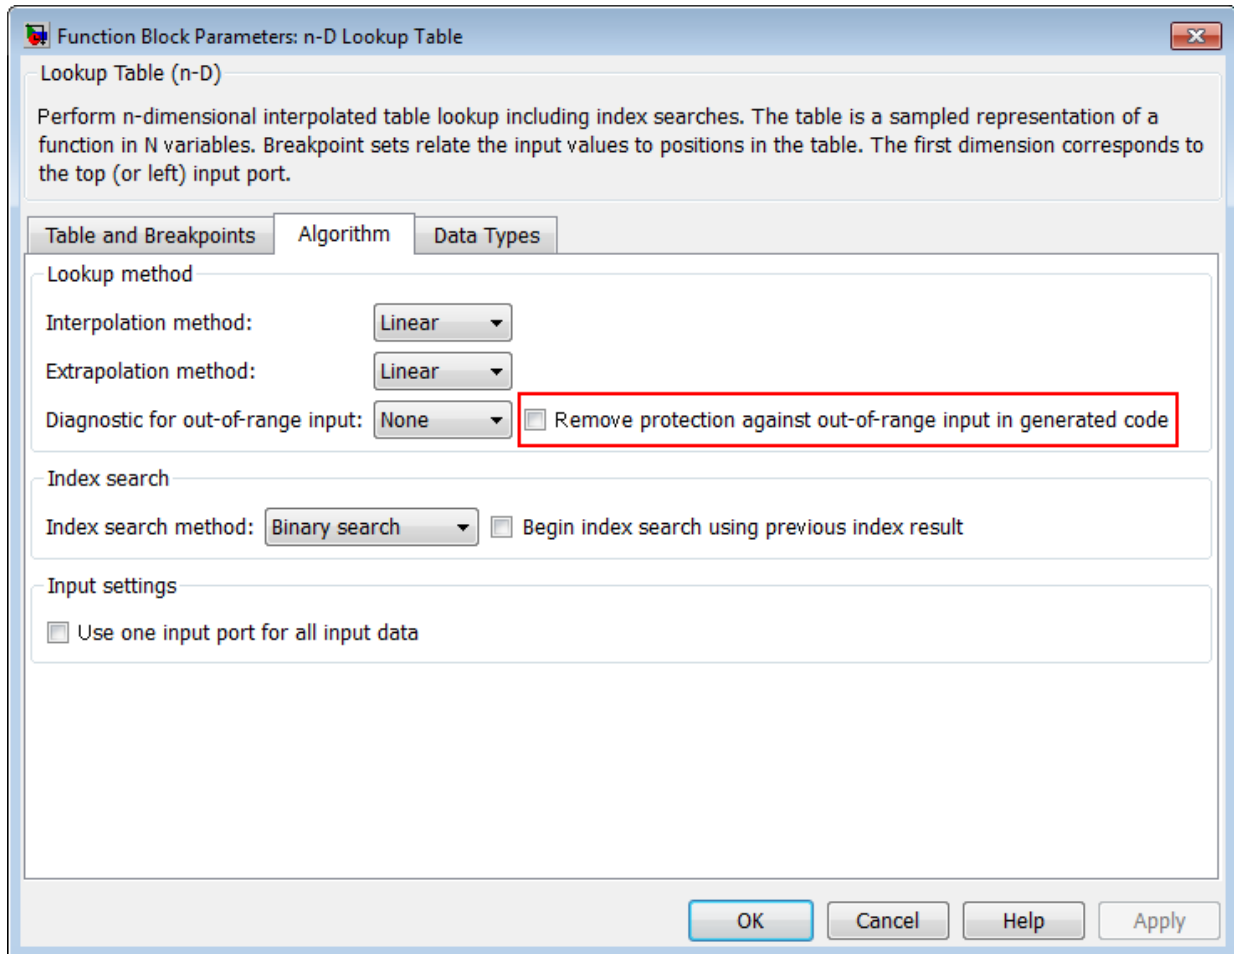 Function Block Parameters: n-D Lookup Table
Lookup Table (n-D)
Perform n-dimensional interpolated table lookup including index searches. The table is a sampled representation of a
function in N variables. Breakpoint sets relate the input values to positions in the table. The first dimension corresponds to
the top (or left) input port.
Table and Breakpoints Algorithm Data Types
Lookup method
Interpolation method: Linear
Extrapolation method: Linear
Diagnostic for out-of-range input: None Remove protection against out-of-range input in generated code
Index search
Index search method: Binary search Begin index search using previous index result
Input settings
Use one input port for all input data
OK Cancel Help Apply